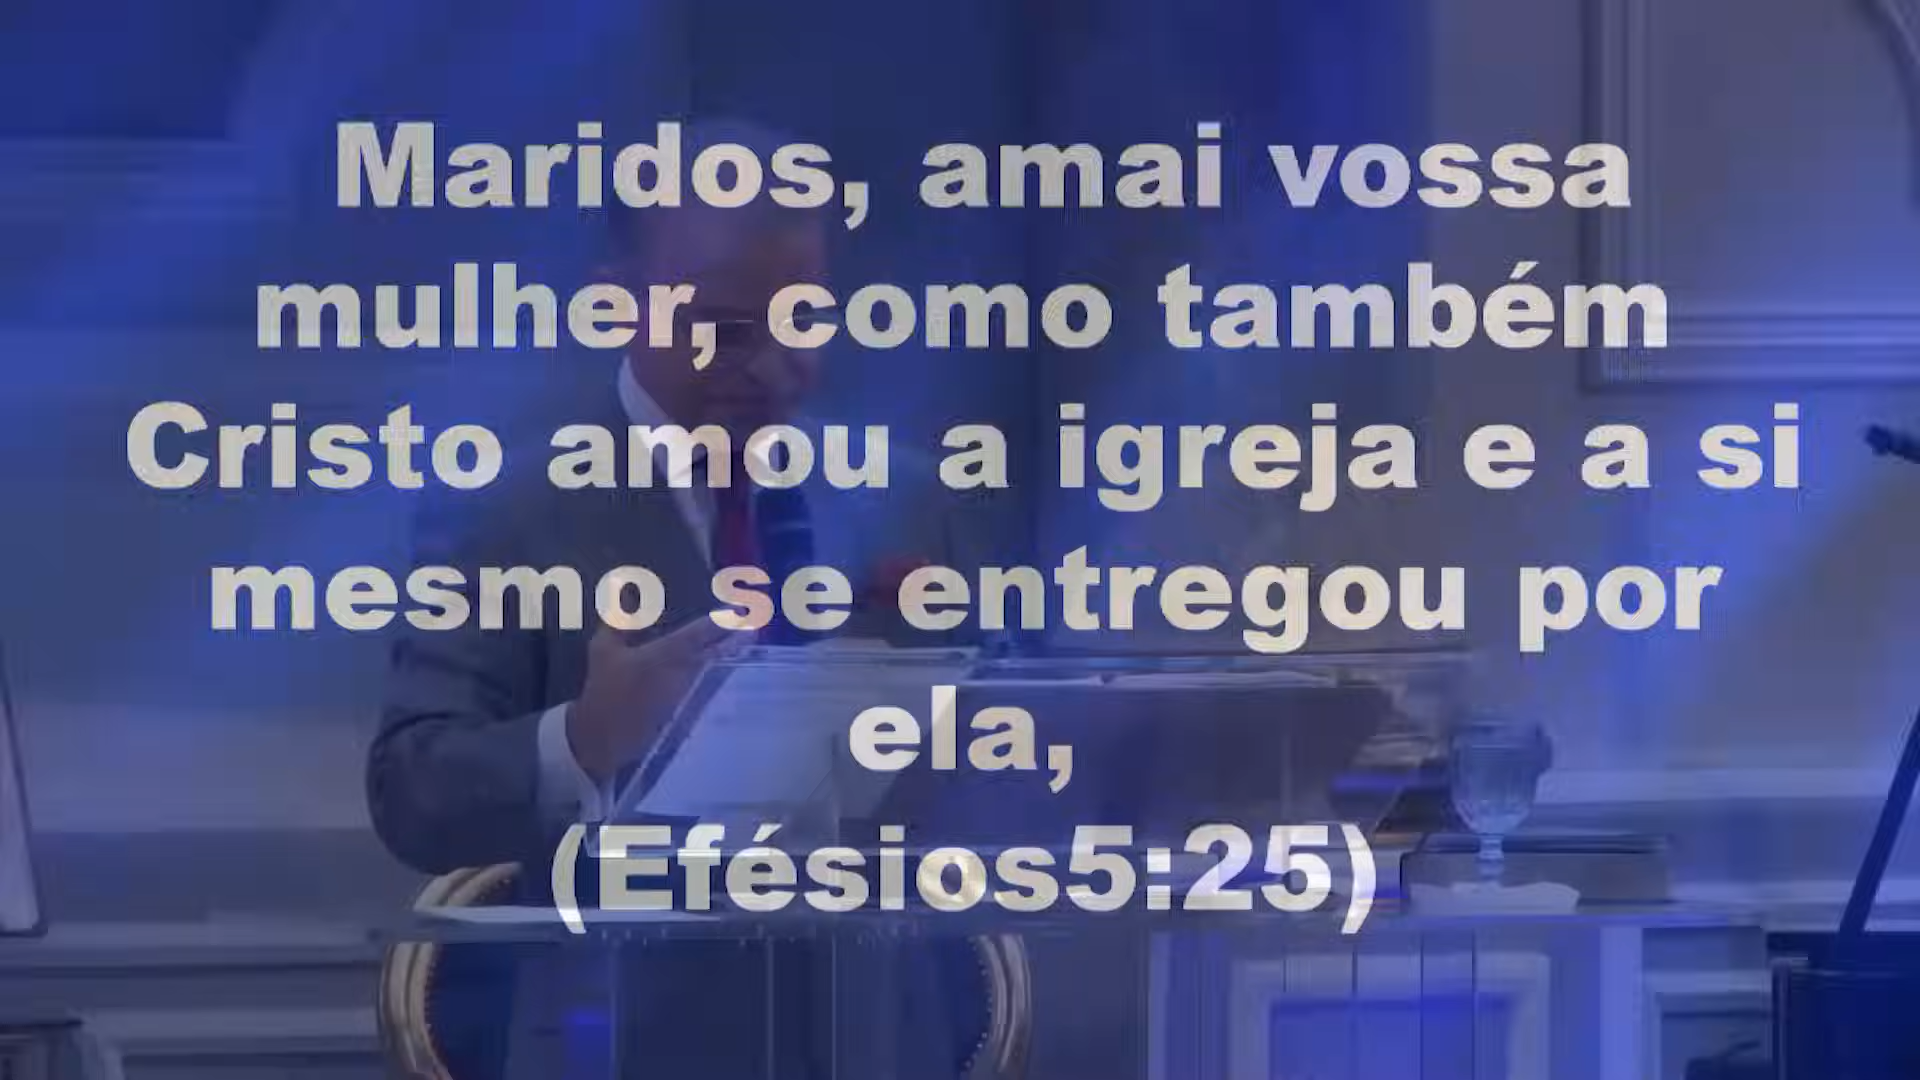 Maridos, amai vossa
mulher, como também
Cristo amou a igreja e a si
mesmo se entregou por
ela,
(Efésios5:25)